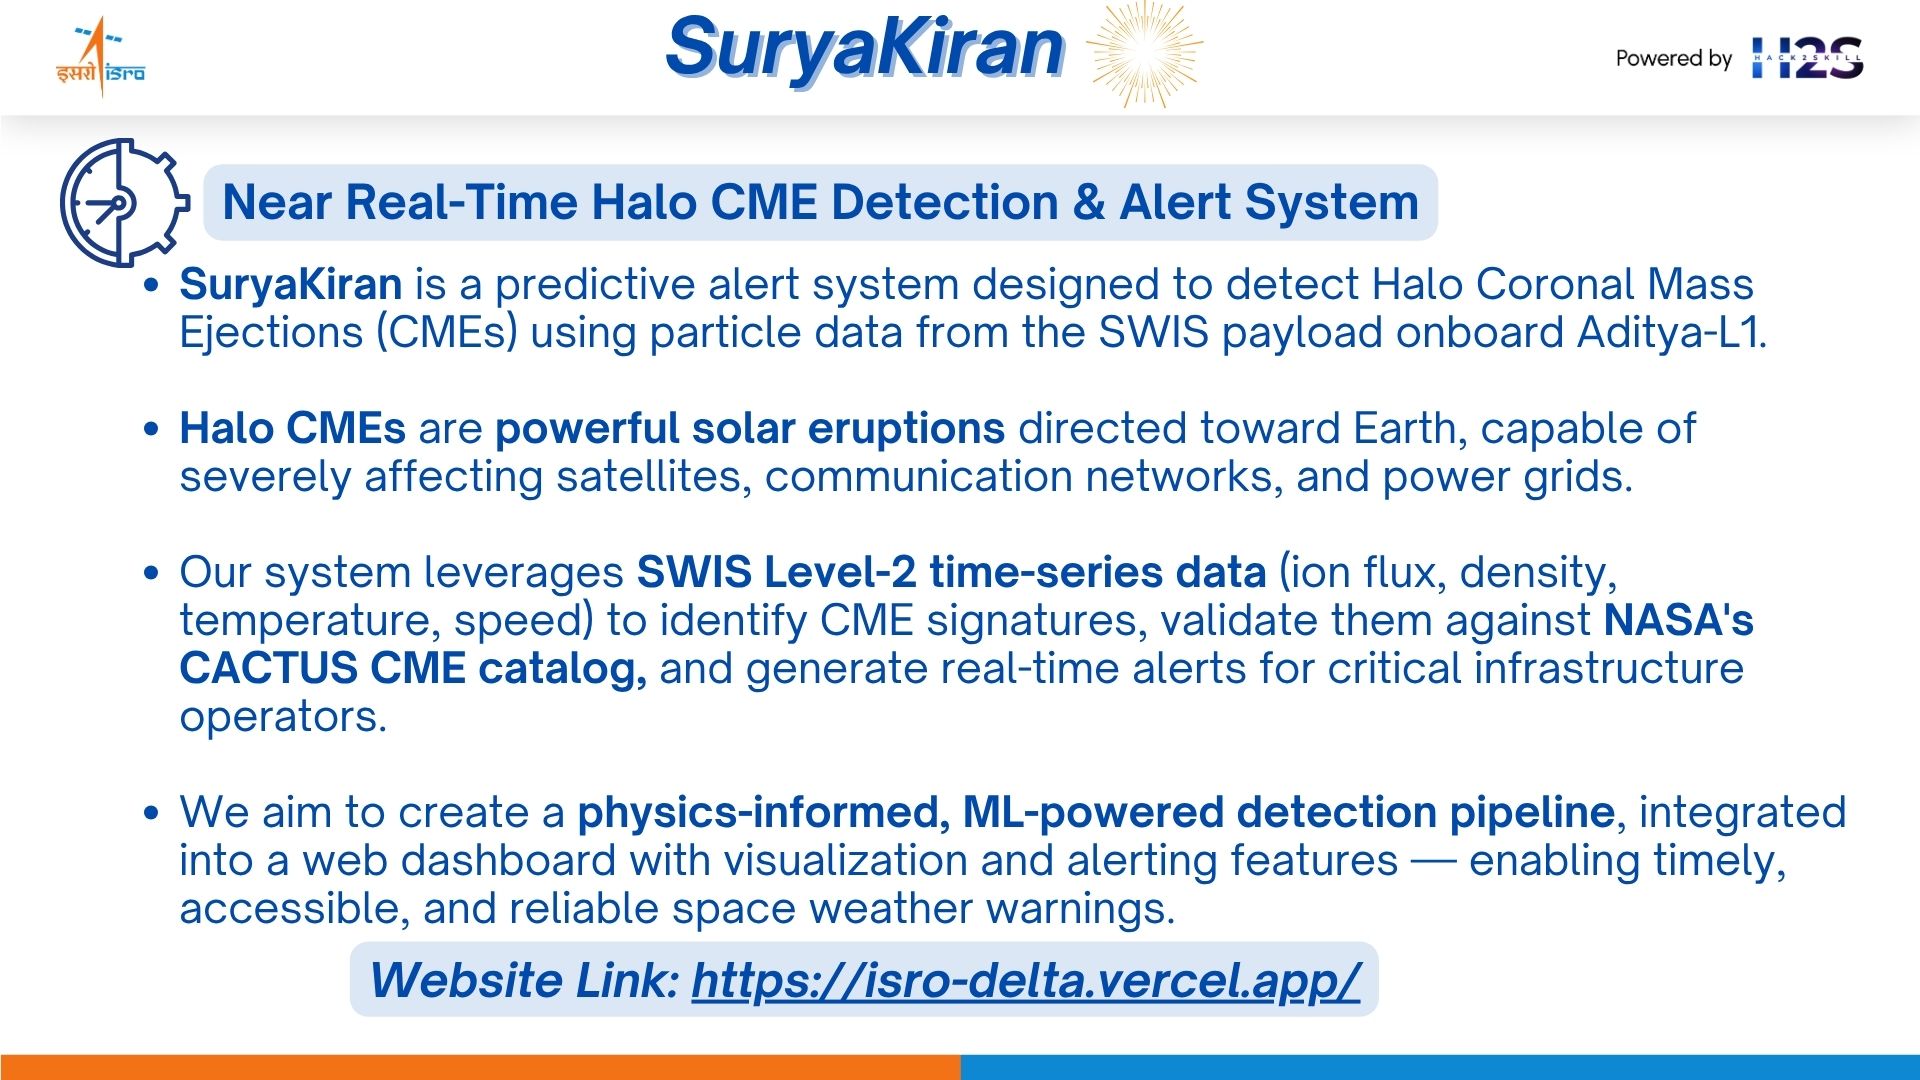 इसरो isro
SuryaKiran
Powered by H2S
HACK2SKILL
Near Real-Time Halo CME Detection & Alert System
• SuryaKiran is a predictive alert system designed to detect Halo Coronal Mass
Ejections (CMEs) using particle data from the SWIS payload onboard Aditya-L1.
• Halo CMEs are powerful solar eruptions directed toward Earth, capable of
severely affecting satellites, communication networks, and power grids.
• Our system leverages SWIS Level-2 time-series data (ion flux, density,
temperature, speed) to identify CME signatures, validate them against NASA's
CACTUS CME catalog, and generate real-time alerts for critical infrastructure
operators.
• We aim to create a physics-informed, ML-powered detection pipeline, integrated
into a web dashboard with visualization and alerting features — enabling timely,
accessible, and reliable space weather warnings.
Website Link: https://isro-delta.vercel.app/